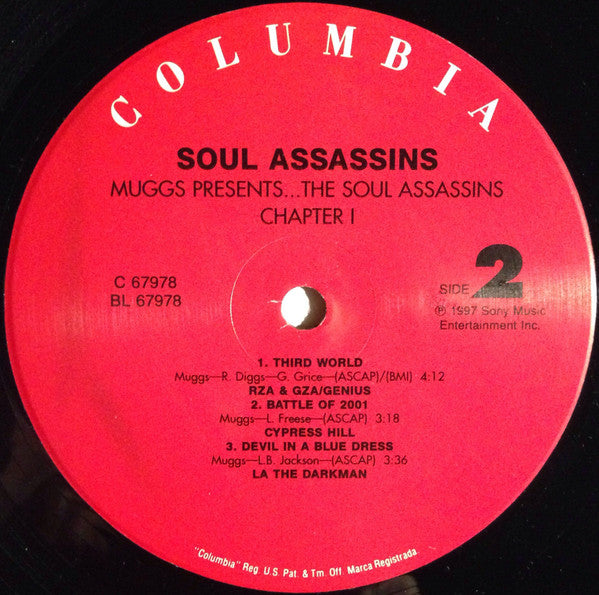 COLUMBIA
SOUL ASSASSINS
MUGGS PRESENTS...THE SOUL ASSASSINS
CHAPTER I
C 67978
BL 67978
SIDE 2
℗ 1997 Sony Music
Entertainment Inc.
1. THIRD WORLD
Muggs—R. Diggs—G. Grice—(ASCAP)/(BMI) 4:12
RZA & GZA/GENIUS
2. BATTLE OF 2001
Muggs—L. Freese—(ASCAP) 3:18
CYPRESS HILL
3. DEVIL IN A BLUE DRESS
Muggs—L.B. Jackson—(ASCAP) 3:36
LA THE DARKMAN
"Columbia" Reg. U.S. Pat. & Tm. Off. Marca Registrada.